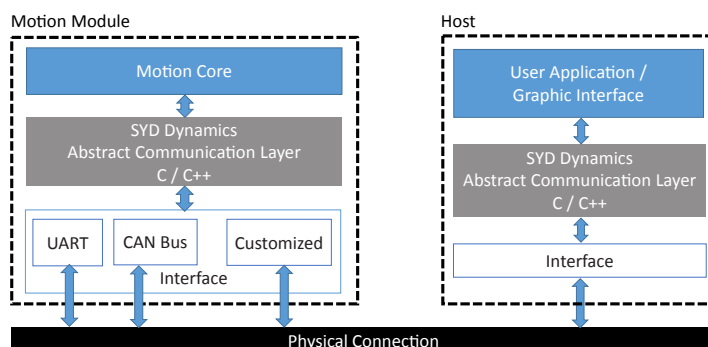 Motion Module
Motion Core
SYD Dynamics
Abstract Communication Layer
C / C++
UART
CAN Bus
Customized
Interface
Host
User Application /
Graphic Interface
SYD Dynamics
Abstract Communication Layer
C / C++
Interface
Physical Connection